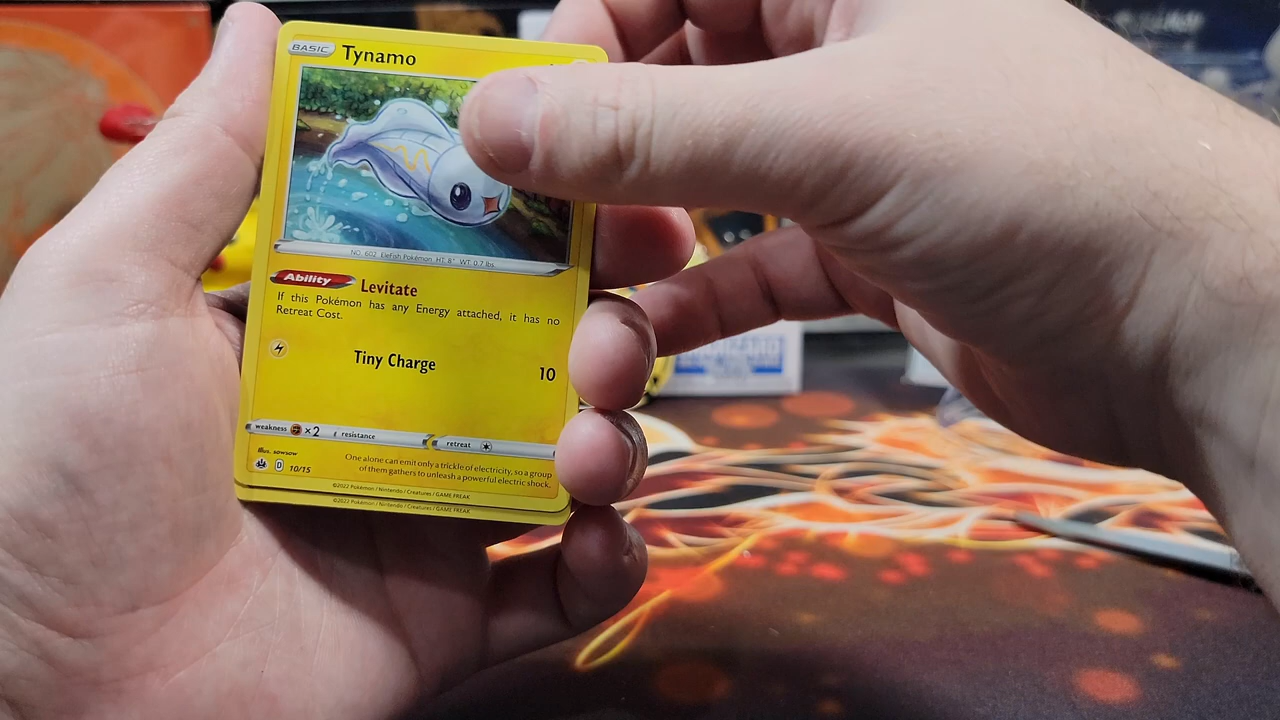 BASIC
Tynamo
NO. 602 EleFish Pokémon HT: 8" WT: 0.7 lbs.
Ability Levitate
If this Pokémon has any Energy attached, it has no
Retreat Cost.
Tiny Charge 10
weakness ×2 resistance retreat
Illus. sowsow
D 10/15
One alone can emit only a trickle of electricity, so a group
of them gathers to unleash a powerful electric shock.
©2022 Pokémon / Nintendo / Creatures / GAME FREAK
©2022 Pokémon / Nintendo / Creatures / GAME FREAK